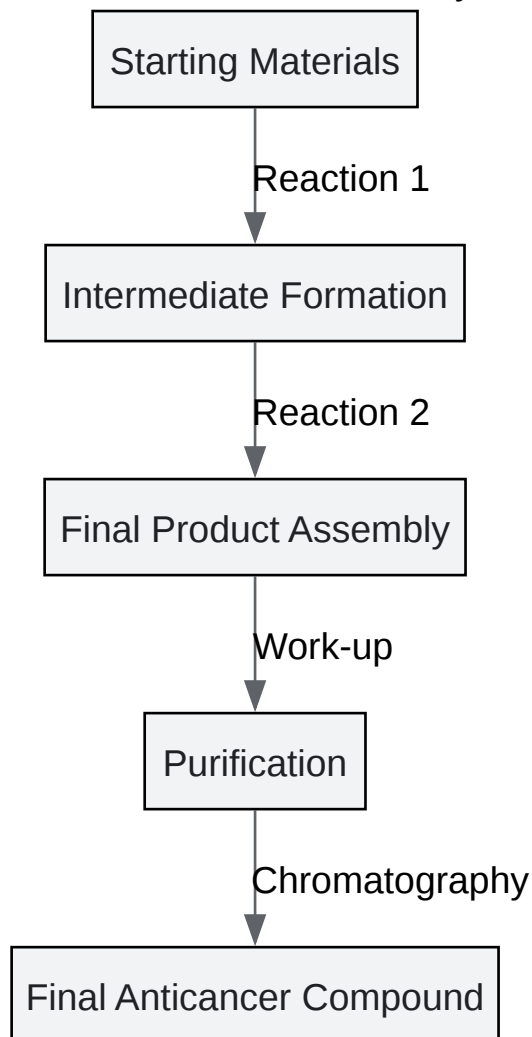 Starting Materials
Reaction 1
Intermediate Formation
Reaction 2
Final Product Assembly
Work-up
Purification
Chromatography
Final Anticancer Compound